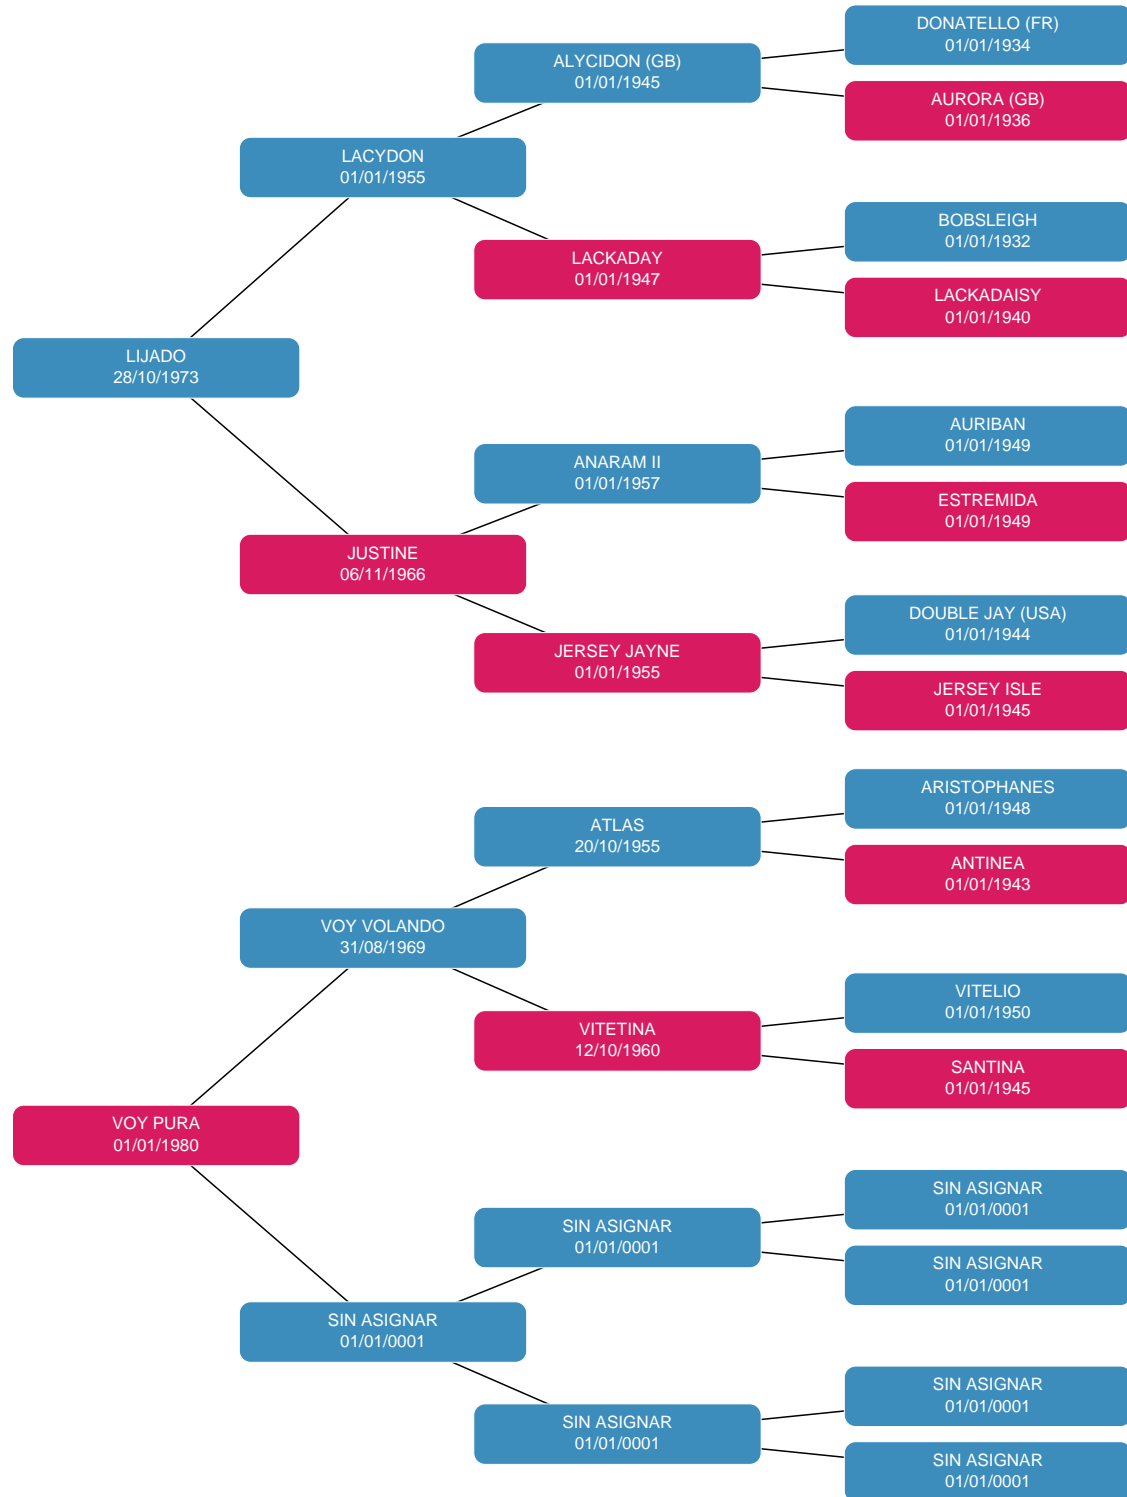 DONATELLO (FR)
01/01/1934
ALYCIDON (GB)
01/01/1945
AURORA (GB)
01/01/1936
LACYDON
01/01/1955
BOBSLEIGH
01/01/1932
LACKADAY
01/01/1947
LACKADAISY
01/01/1940
LIJADO
28/10/1973
AURIBAN
01/01/1949
ANARAM II
01/01/1957
ESTREMIDA
01/01/1949
JUSTINE
06/11/1966
DOUBLE JAY (USA)
01/01/1944
JERSEY JAYNE
01/01/1955
JERSEY ISLE
01/01/1945
ARISTOPHANES
01/01/1948
ATLAS
20/10/1955
ANTINEA
01/01/1943
VOY VOLANDO
31/08/1969
VITELIO
01/01/1950
VITETINA
12/10/1960
SANTINA
01/01/1945
VOY PURA
01/01/1980
SIN ASIGNAR
01/01/0001
SIN ASIGNAR
01/01/0001
SIN ASIGNAR
01/01/0001
SIN ASIGNAR
01/01/0001
SIN ASIGNAR
01/01/0001
SIN ASIGNAR
01/01/0001
SIN ASIGNAR
01/01/0001